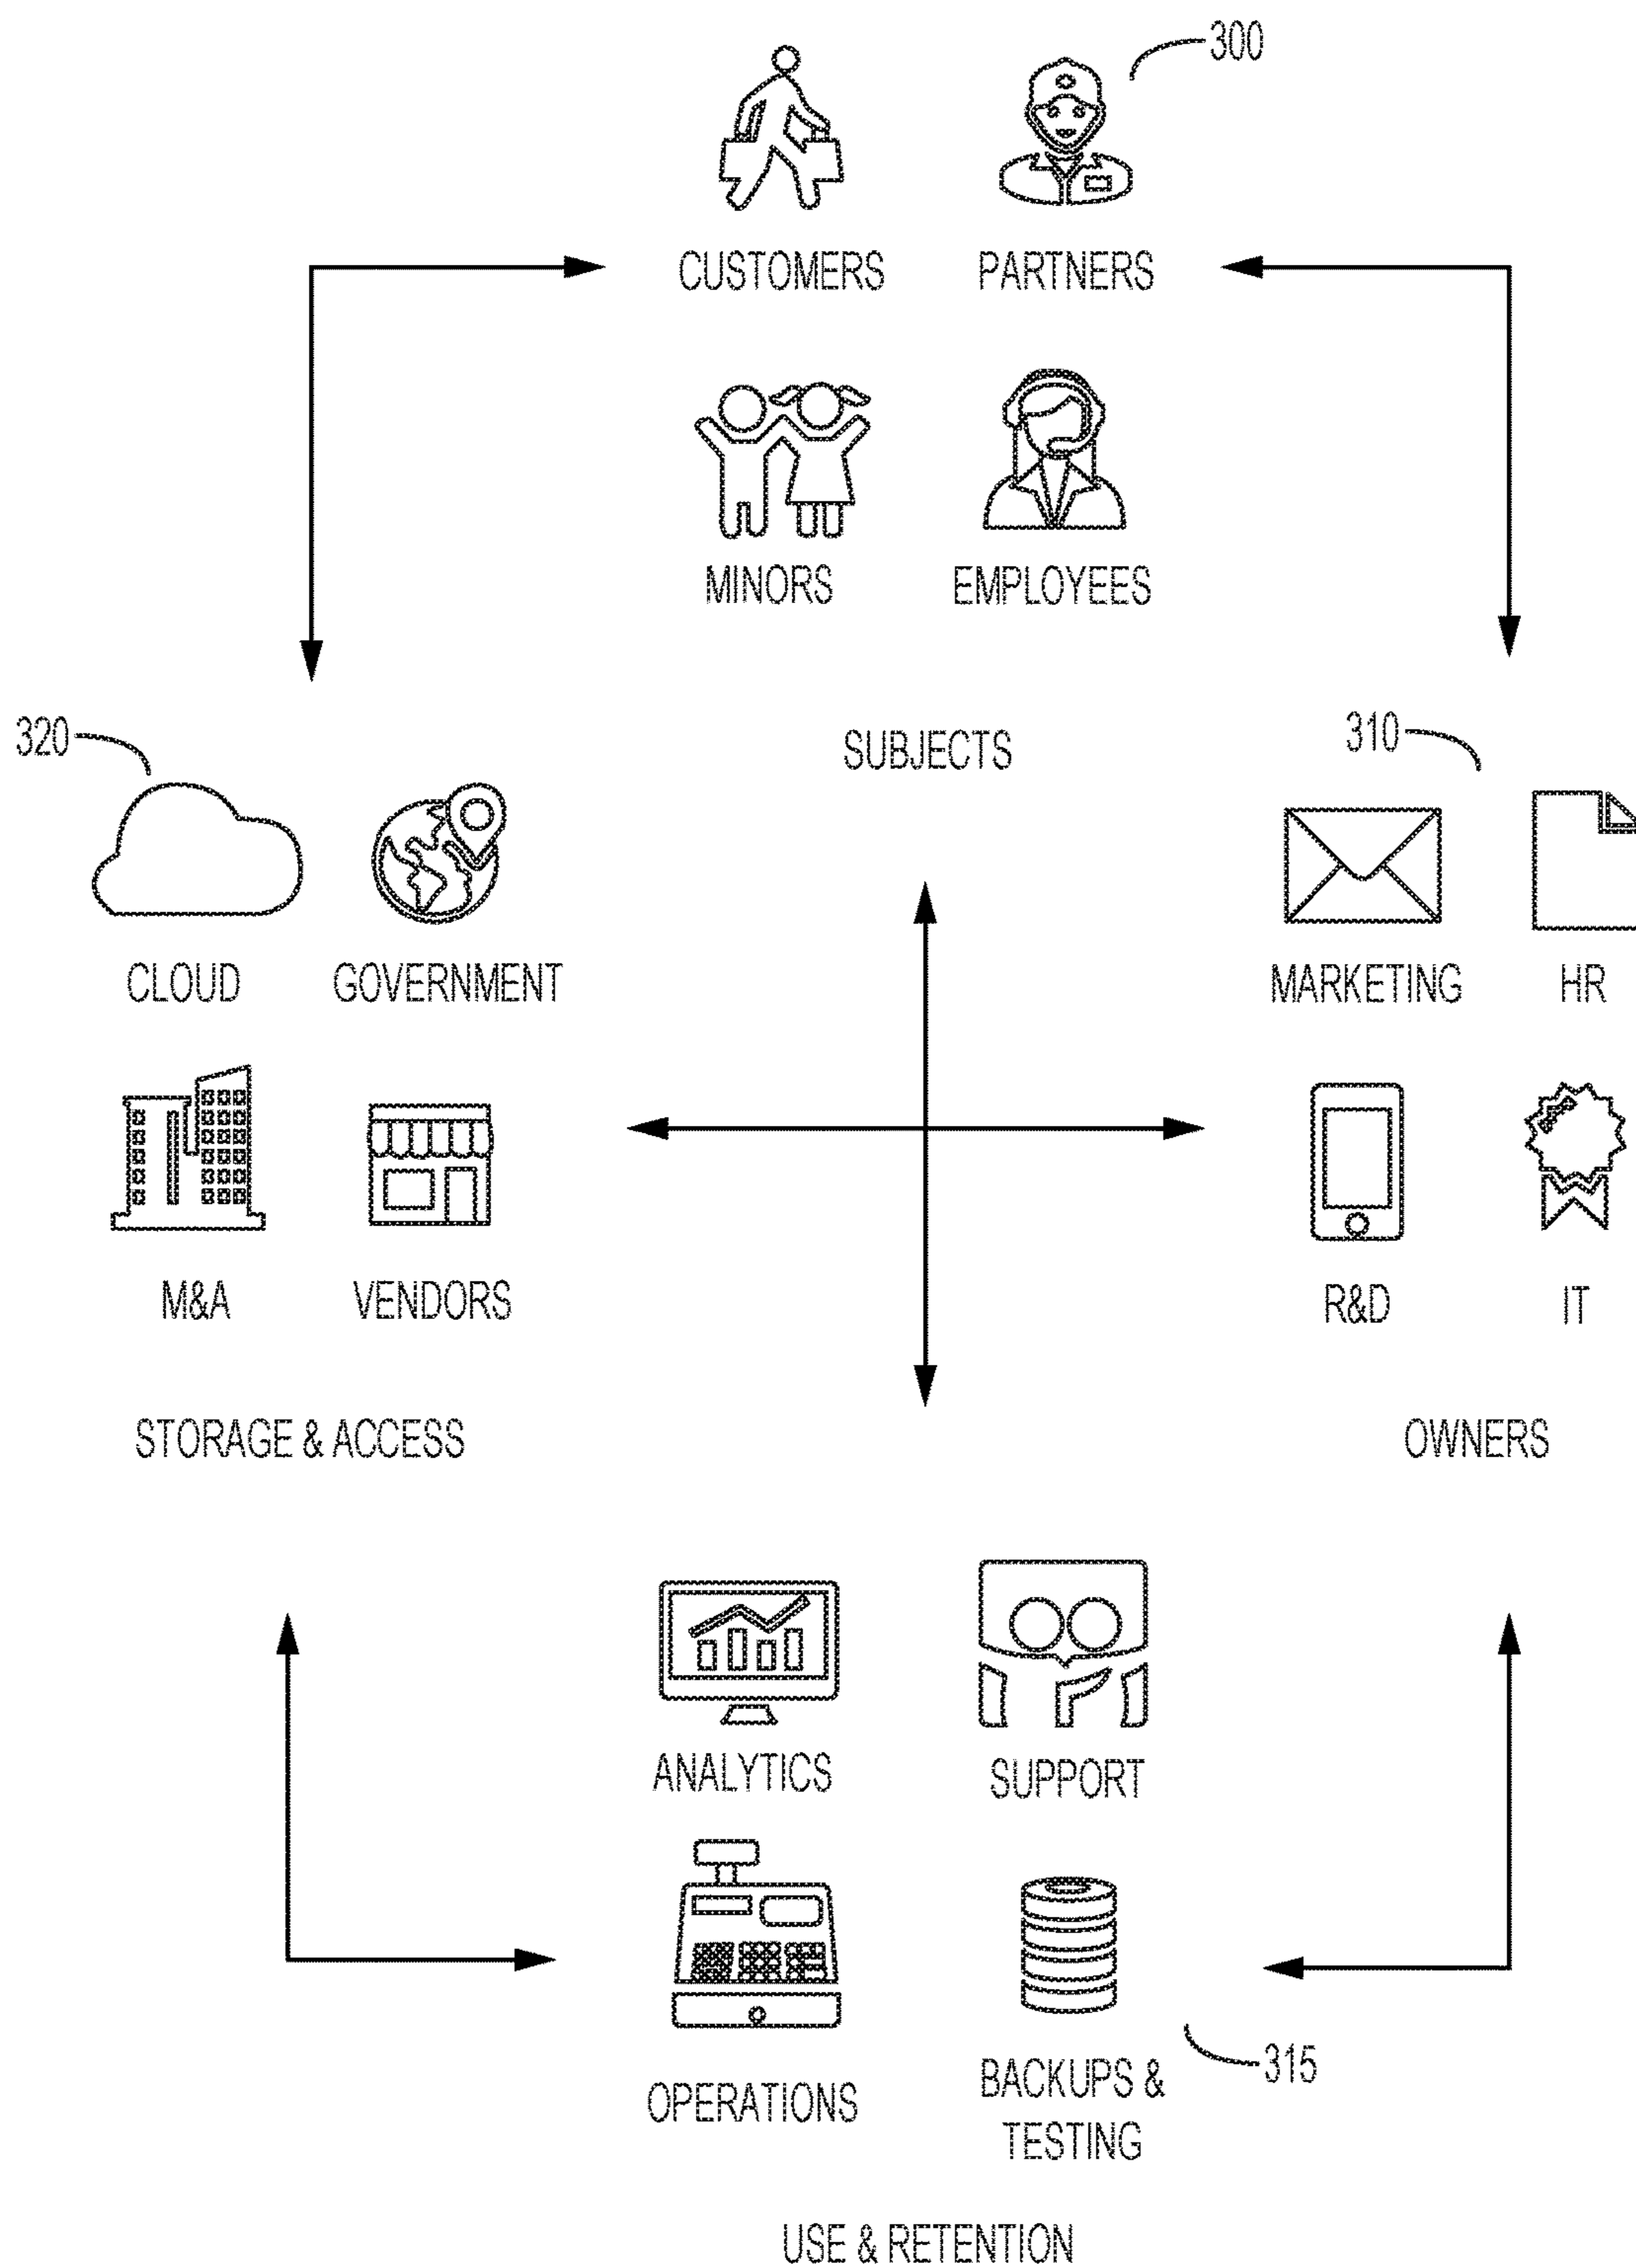 300
CUSTOMERS
PARTNERS
MINORS
EMPLOYEES
SUBJECTS
320
CLOUD
GOVERNMENT
M&A
VENDORS
STORAGE & ACCESS
310
MARKETING
HR
R&D
IT
OWNERS
ANALYTICS
SUPPORT
OPERATIONS
BACKUPS &
TESTING
315
USE & RETENTION